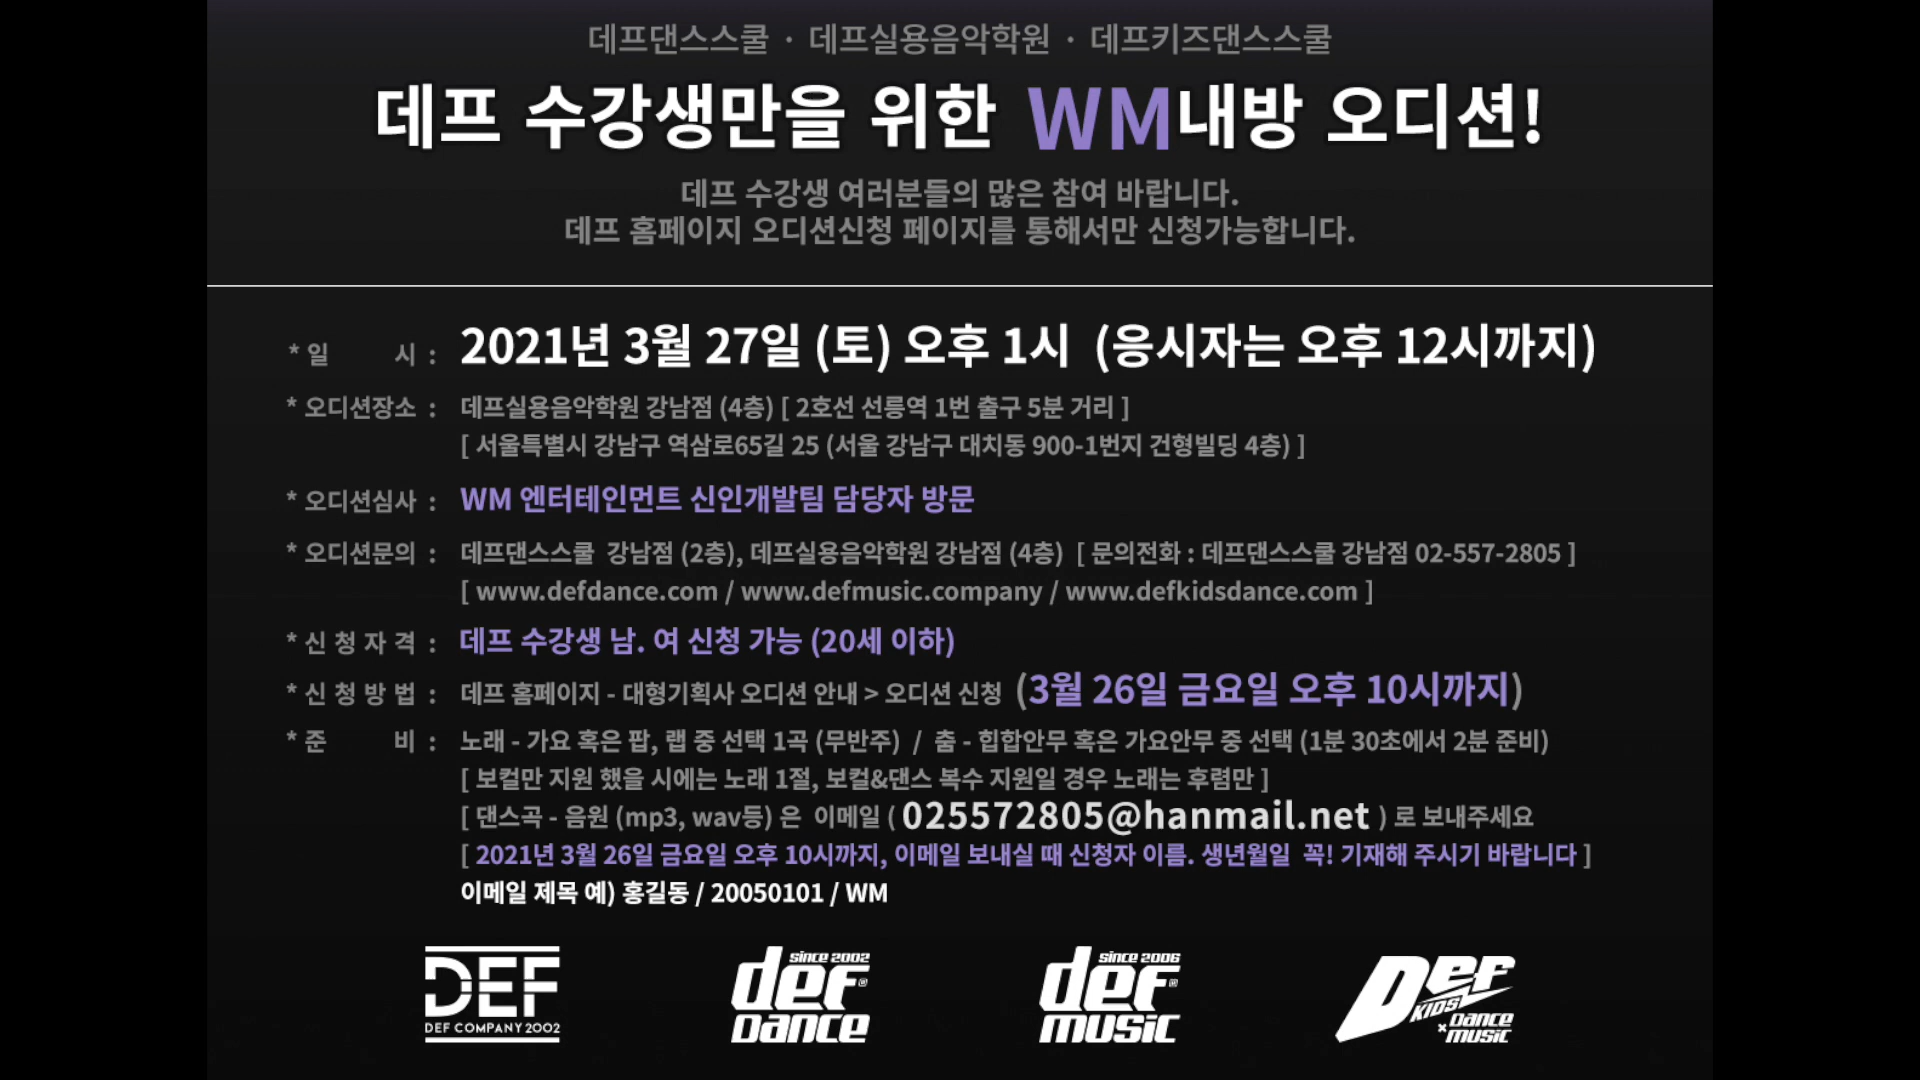 데프댄스스쿨 · 데프실용음악학원 · 데프키즈댄스스쿨
데프 수강생만을 위한 WM내방 오디션!
데프 수강생 여러분들의 많은 참여 바랍니다.
데프 홈페이지 오디션신청 페이지를 통해서만 신청가능합니다.
* 일 시 : 2021년 3월 27일 (토) 오후 1시 (응시자는 오후 12시까지)
* 오디션장소 : 데프실용음악학원 강남점 (4층) [ 2호선 선릉역 1번 출구 5분 거리 ]
[ 서울특별시 강남구 역삼로65길 25 (서울 강남구 대치동 900-1번지 건형빌딩 4층) ]
* 오디션심사 : WM 엔터테인먼트 신인개발팀 담당자 방문
* 오디션문의 : 데프댄스스쿨 강남점 (2층), 데프실용음악학원 강남점 (4층) [ 문의전화 : 데프댄스스쿨 강남점 02-557-2805 ]
[ www.defdance.com / www.defmusic.company / www.defkidsdance.com ]
* 신 청 자 격 : 데프 수강생 남. 여 신청 가능 (20세 이하)
* 신 청 방 법 : 데프 홈페이지 - 대형기획사 오디션 안내 > 오디션 신청 (3월 26일 금요일 오후 10시까지)
* 준 비 : 노래 - 가요 혹은 팝, 랩 중 선택 1곡 (무반주) / 춤 - 힙합안무 혹은 가요안무 중 선택 (1분 30초에서 2분 준비)
[ 보컬만 지원 했을 시에는 노래 1절, 보컬&댄스 복수 지원일 경우 노래는 후렴만 ]
[ 댄스곡 - 음원 (mp3, wav등) 은 이메일 ( 025572805@hanmail.net ) 로 보내주세요
[ 2021년 3월 26일 금요일 오후 10시까지, 이메일 보내실 때 신청자 이름. 생년월일 꼭! 기재해 주시기 바랍니다 ]
이메일 제목 예) 홍길동 / 20050101 / WM
DEF
DEF COMPANY 2002
since 2002
def®
DANCE
since 2006
def®
music
Def
KIDS
× DANCE
music